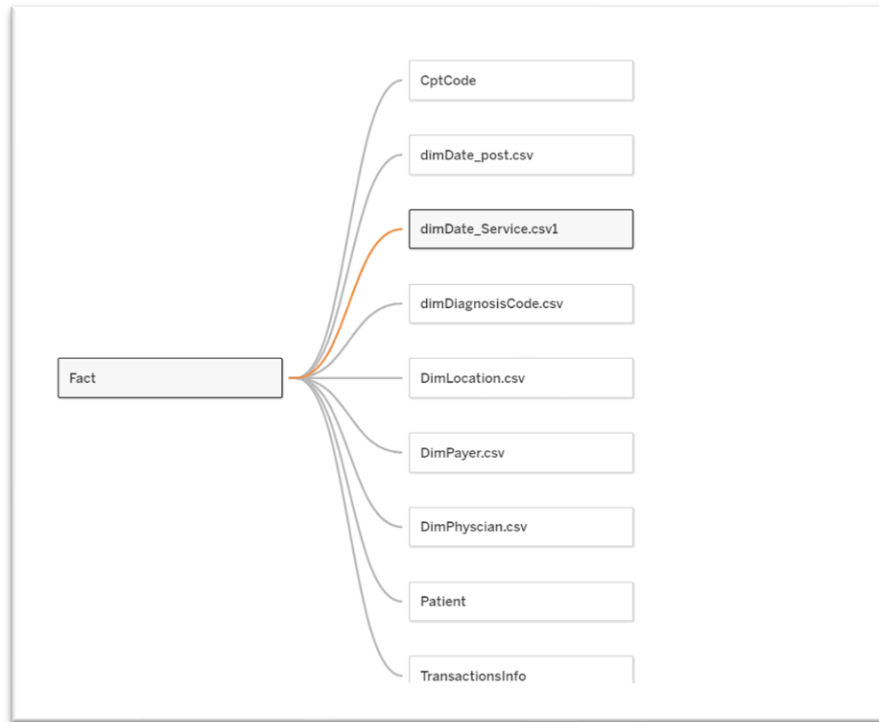 CptCode
dimDate_post.csv
dimDate_Service.csv1
dimDiagnosisCode.csv
Fact
DimLocation.csv
DimPayer.csv
DimPhyscian.csv
Patient
TransactionsInfo